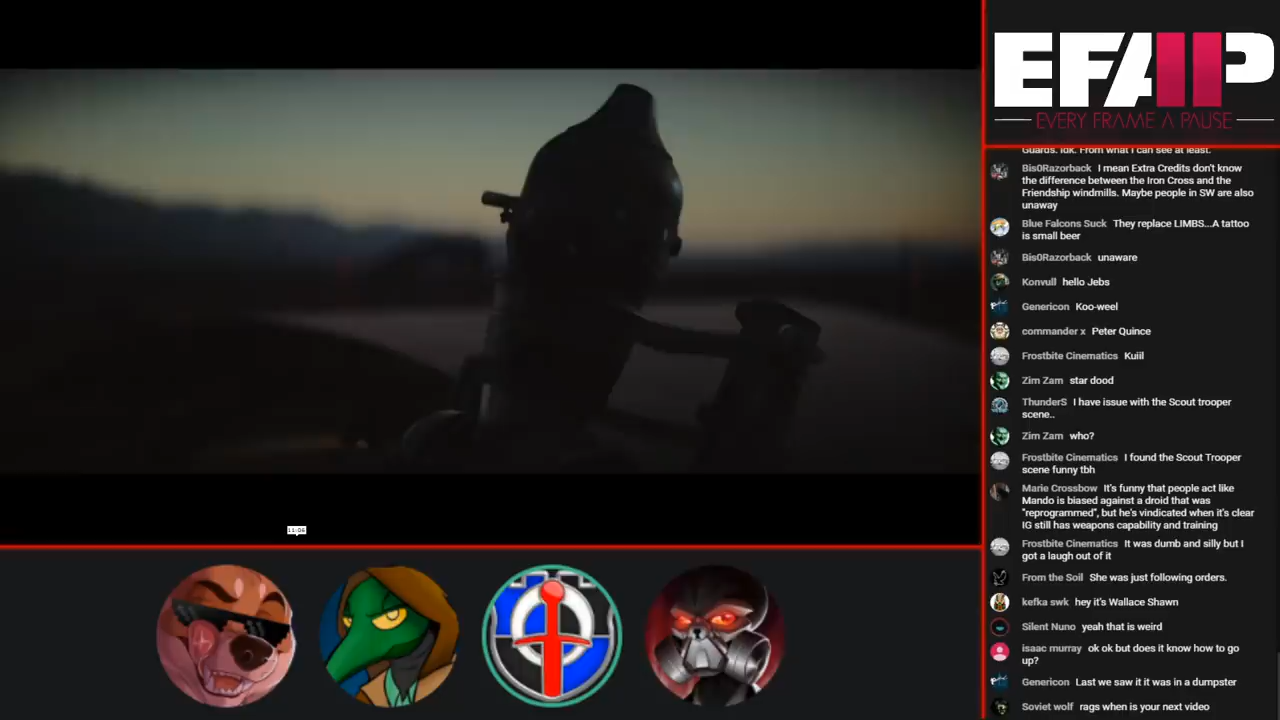 EFAP
EVERY FRAME A PAUSE
Guards. Idk. From what I can see at least.
Bis0Razorback I mean Extra Credits don't know
the difference between the Iron Cross and the
Friendship windmills. Maybe people in SW are also
unaway
Blue Falcons Suck They replace LIMBS...A tattoo
is small beer
Bis0Razorback unaware
Konvull hello Jebs
Genericon Koo-weel
commander x Peter Quince
Frostbite Cinematics Kuiil
Zim Zam star dood
ThunderS I have issue with the Scout trooper
scene..
Zim Zam who?
Frostbite Cinematics I found the Scout Trooper
scene funny tbh
Marie Crossbow It's funny that people act like
Mando is biased against a droid that was
"reprogrammed", but he's vindicated when it's clear
IG still has weapons capability and training
Frostbite Cinematics It was dumb and silly but I
got a laugh out of it
From the Soil She was just following orders.
kefka swk hey it's Wallace Shawn
Silent Nuno yeah that is weird
isaac murray ok ok but does it know how to go
up?
Genericon Last we saw it it was in a dumpster
Soviet wolf rags when is your next video
11:06